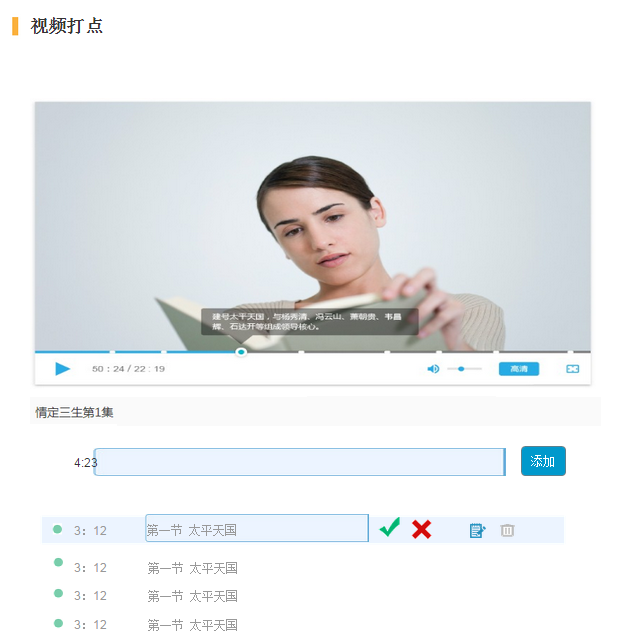 视频打点
建号太平天国，与杨秀清、冯云山、萧朝贵、韦昌
辉、石达开等组成领导核心。
50：24 / 22：19
高清
情定三生第1集
4:23
添加
3：12 第一节 太平天国
3：12 第一节 太平天国
3：12 第一节 太平天国
3：12 第一节 太平天国